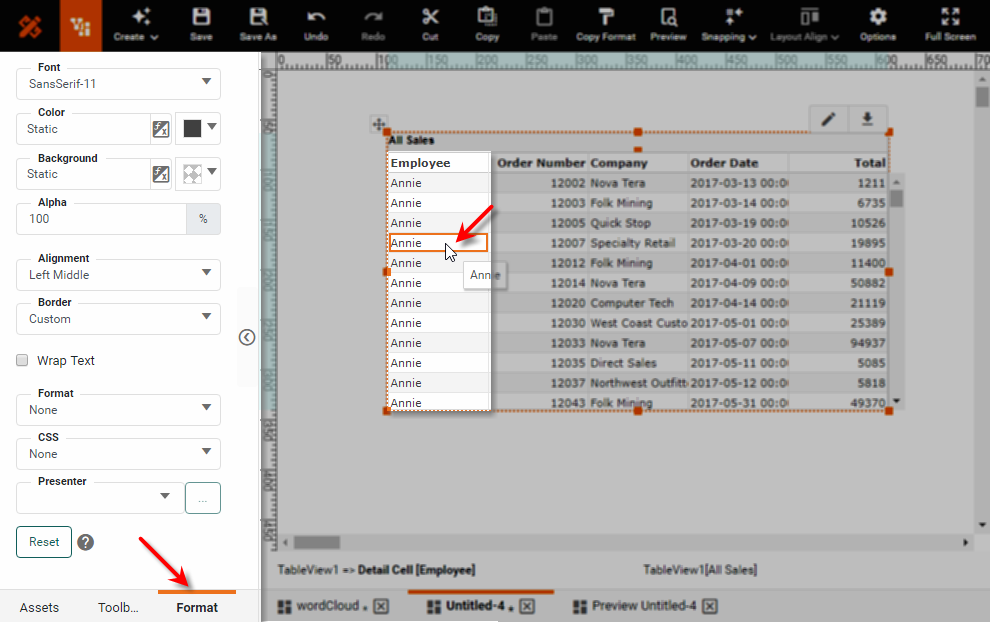 Create Save Save As Undo Redo Cut Copy Paste Copy Format Preview Snapping Layout Align Options Full Screen
Font
SansSerif-11
Color
Static
Background
Static
Alpha
100 %
Alignment
Left Middle
Border
Custom
Wrap Text
Format
None
CSS
None
Presenter
...
Reset ?
Assets Toolb... Format
0 50 100 150 200 250 300 350 400 450 500 550 600 650 70
All Sales
Employee Order Number Company Order Date Total
Annie 12002 Nova Tera 2017-03-13 00:0 1211
Annie 12003 Folk Mining 2017-03-14 00:0 6735
Annie 12005 Quick Stop 2017-03-19 00:0 10526
Annie 12007 Specialty Retail 2017-03-20 00:0 19895
Annie 12012 Folk Mining 2017-04-01 00:0 11400
Annie
Annie 12014 Nova Tera 2017-04-09 00:0 50882
Annie 12020 Computer Tech 2017-04-14 00:0 21119
Annie 12030 West Coast Custo 2017-05-01 00:0 25389
Annie 12033 Nova Tera 2017-05-07 00:0 94937
Annie 12035 Direct Sales 2017-05-11 00:0 5085
Annie 12037 Northwest Outfitt 2017-05-12 00:0 5818
Annie 12043 Folk Mining 2017-05-31 00:0 49370
TableView1 => Detail Cell [Employee] TableView1[All Sales]
wordCloud * Untitled-4 * Preview Untitled-4